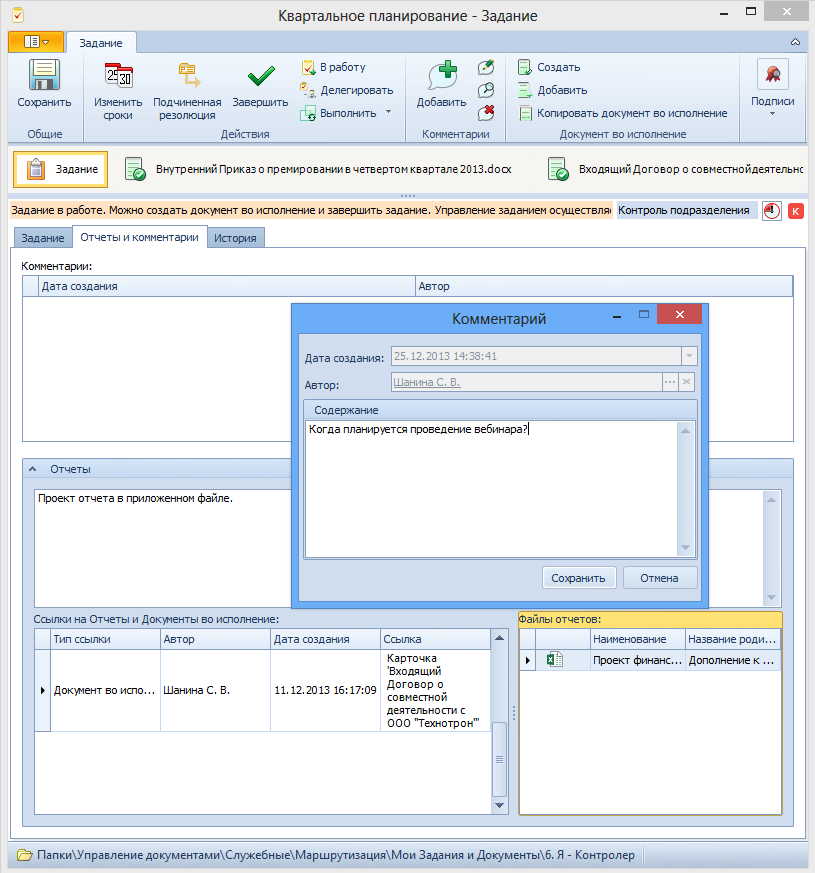 Квартальное планирование - Задание
Задание
Сохранить
Изменить сроки
Подчиненная резолюция
Завершить
В работу
Делегировать
Выполнить
Добавить
Создать
Добавить
Копировать документ во исполнение
Подписи
Общие
Действия
Комментарии
Документ во исполнение
Задание
Внутренний Приказ о премировании в четвертом квартале 2013.docx
Входящий Договор о совместнойдеятельно
Задание в работе. Можно создать документ во исполнение и завершить задание. Управление заданием осуществляе
Контроль подразделения
К
Задание
Отчеты и комментарии
История
Комментарии:
Дата создания
Автор
Комментарий
Дата создания:
25.12.2013 14:38:41
Автор:
Шанина С. В.
Содержание
Когда планируется проведение вебинара?
Сохранить
Отмена
Отчеты
Проект отчета в приложенном файле.
Ссылки на Отчеты и Документы во исполнение:
Тип ссылки
Автор
Дата создания
Ссылка
Документ во испо...
Шанина С. В.
11.12.2013 16:17:09
Карточка
'Входящий
Договор о
совместной
деятельности с
ООО "Технотрон"'
Файлы отчетов:
Наименование
Название роди...
Проект финанс...
Дополнение к ...
Папки\Управление документами\Служебные\Маршрутизация\Мои Задания и Документы\6. Я - Контролер